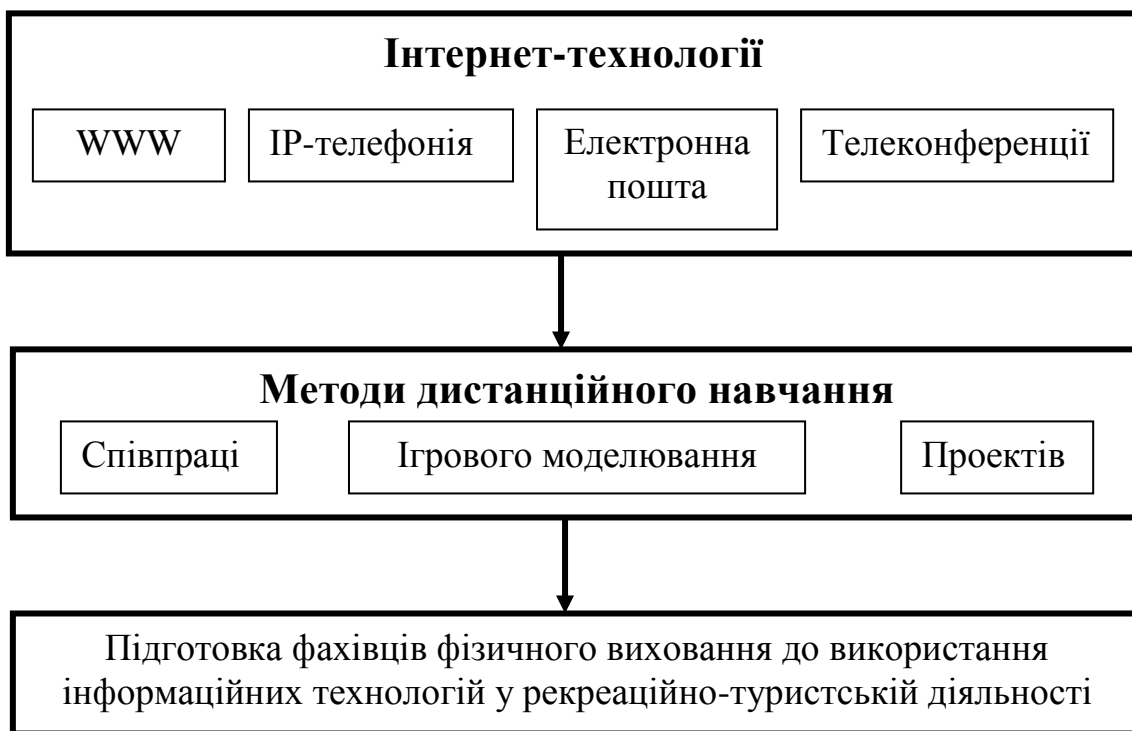 Інтернет-технології
WWW
IP-телефонія
Електронна
пошта
Телеконференції
Методи дистанційного навчання
Співпраці
Ігрового моделювання
Проектів
Підготовка фахівців фізичного виховання до використання
інформаційних технологій у рекреаційно-туристській діяльності